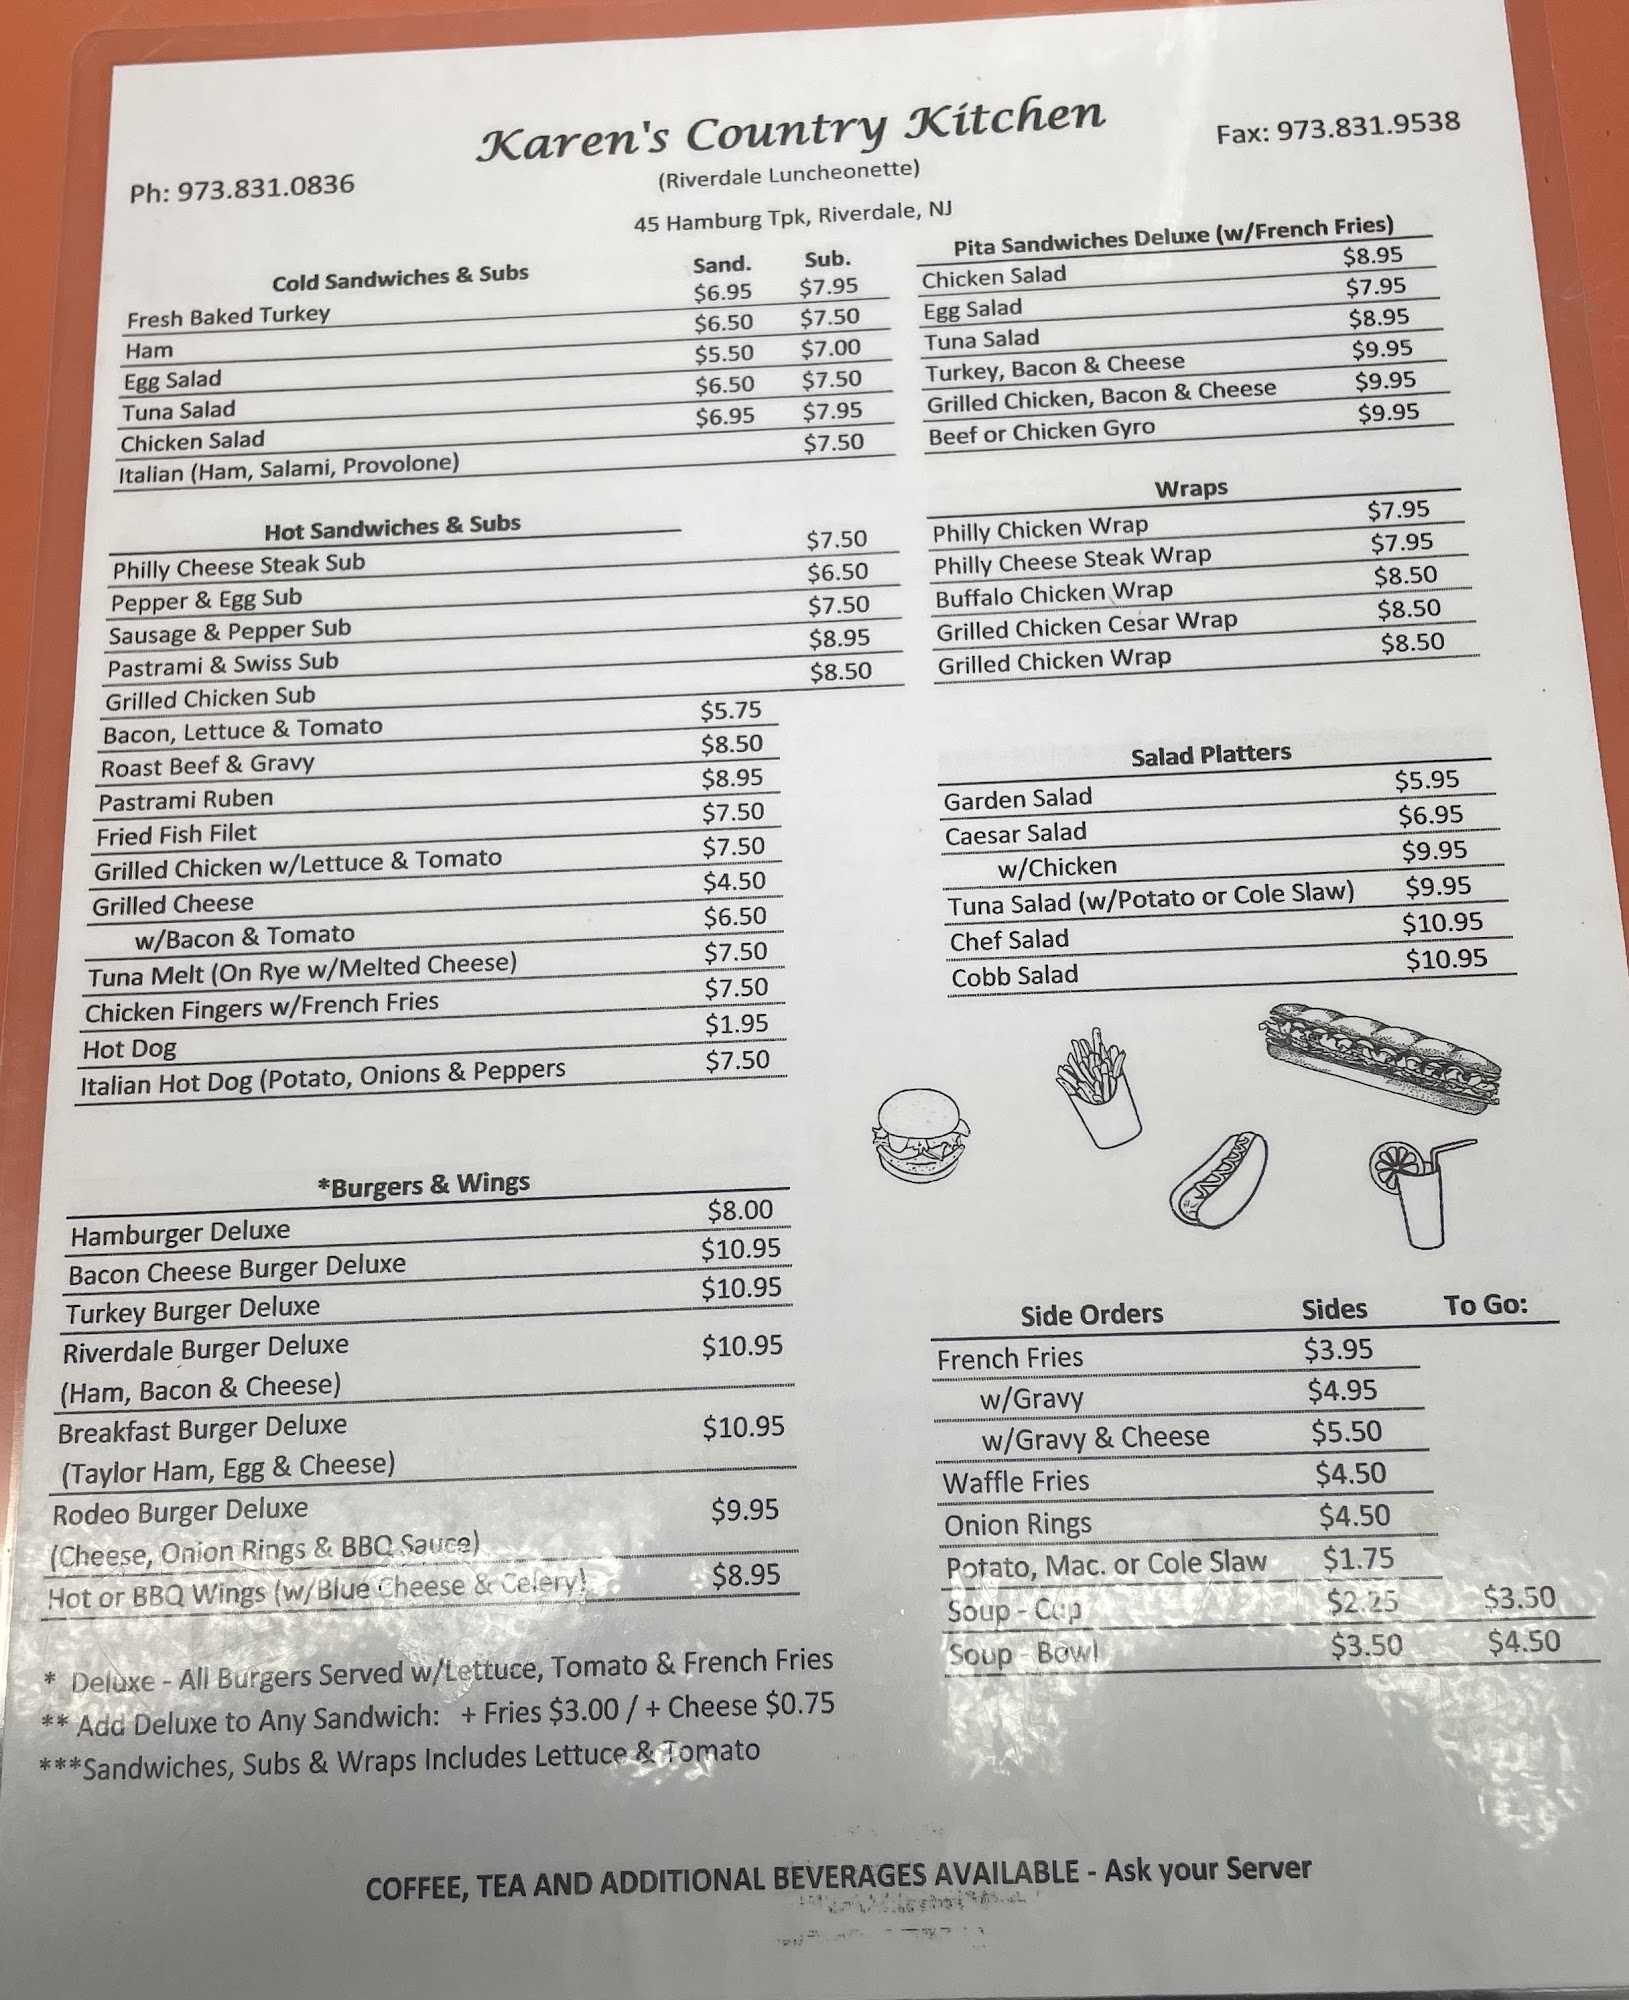 Karen's Country Kitchen
Ph: 973.831.0836
(Riverdale Luncheonette)
Fax: 973.831.9538
45 Hamburg Tpk, Riverdale, NJ
Cold Sandwiches & Subs Sand. Sub.
Fresh Baked Turkey $6.95 $7.95
Ham $6.50 $7.50
Egg Salad $5.50 $7.00
Tuna Salad $6.50 $7.50
Chicken Salad $6.95 $7.95
Italian (Ham, Salami, Provolone) $7.50
Hot Sandwiches & Subs
Philly Cheese Steak Sub $7.50
Pepper & Egg Sub $6.50
Sausage & Pepper Sub $7.50
Pastrami & Swiss Sub $8.95
Grilled Chicken Sub $8.50
Bacon, Lettuce & Tomato $5.75
Roast Beef & Gravy $8.50
Pastrami Ruben $8.95
Fried Fish Filet $7.50
Grilled Chicken w/Lettuce & Tomato $7.50
Grilled Cheese $4.50
w/Bacon & Tomato $6.50
Tuna Melt (On Rye w/Melted Cheese) $7.50
Chicken Fingers w/French Fries $7.50
Hot Dog $1.95
Italian Hot Dog (Potato, Onions & Peppers $7.50
*Burgers & Wings
Hamburger Deluxe $8.00
Bacon Cheese Burger Deluxe $10.95
Turkey Burger Deluxe $10.95
Riverdale Burger Deluxe $10.95
(Ham, Bacon & Cheese)
Breakfast Burger Deluxe $10.95
(Taylor Ham, Egg & Cheese)
Rodeo Burger Deluxe $9.95
(Cheese, Onion Rings & BBQ Sauce)
Hot or BBQ Wings (w/Blue Cheese & Celery) $8.95
* Deluxe - All Burgers Served w/Lettuce, Tomato & French Fries
** Add Deluxe to Any Sandwich: + Fries $3.00 / + Cheese $0.75
***Sandwiches, Subs & Wraps Includes Lettuce & Tomato
Pita Sandwiches Deluxe (w/French Fries)
Chicken Salad $8.95
Egg Salad $7.95
Tuna Salad $8.95
Turkey, Bacon & Cheese $9.95
Grilled Chicken, Bacon & Cheese $9.95
Beef or Chicken Gyro $9.95
Wraps
Philly Chicken Wrap $7.95
Philly Cheese Steak Wrap $7.95
Buffalo Chicken Wrap $8.50
Grilled Chicken Cesar Wrap $8.50
Grilled Chicken Wrap $8.50
Salad Platters
Garden Salad $5.95
Caesar Salad $6.95
w/Chicken $9.95
Tuna Salad (w/Potato or Cole Slaw) $9.95
Chef Salad $10.95
Cobb Salad $10.95
Side Orders Sides To Go:
French Fries $3.95
w/Gravy $4.95
w/Gravy & Cheese $5.50
Waffle Fries $4.50
Onion Rings $4.50
Potato, Mac. or Cole Slaw $1.75
Soup - Cup $2.25 $3.50
Soup - Bowl $3.50 $4.50
COFFEE, TEA AND ADDITIONAL BEVERAGES AVAILABLE - Ask your Server